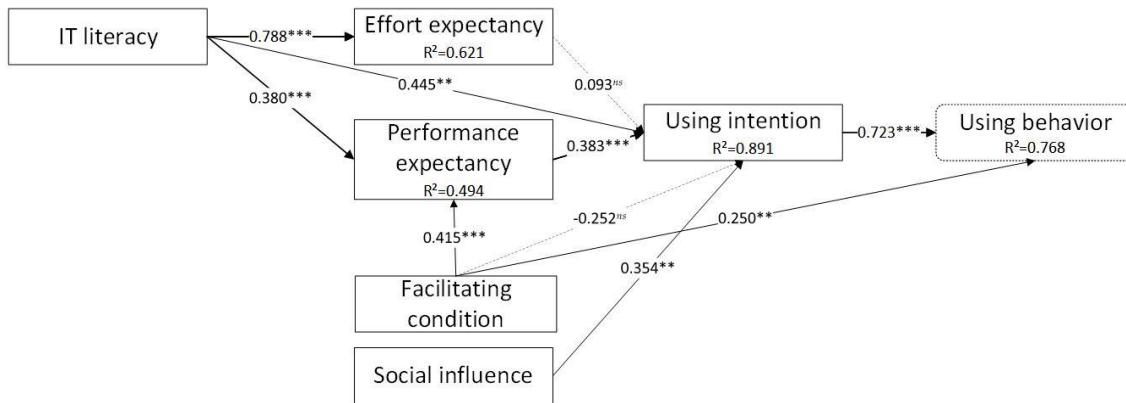 IT literacy
0.788***
Effort expectancy
R²=0.621
0.445**
0.093ⁿˢ
0.380***
Performance
expectancy
R²=0.494
0.383***
Using intention
R²=0.891
0.723***
Using behavior
R²=0.768
0.415***
-0.252ⁿˢ
0.250**
0.354**
Facilitating
condition
Social influence